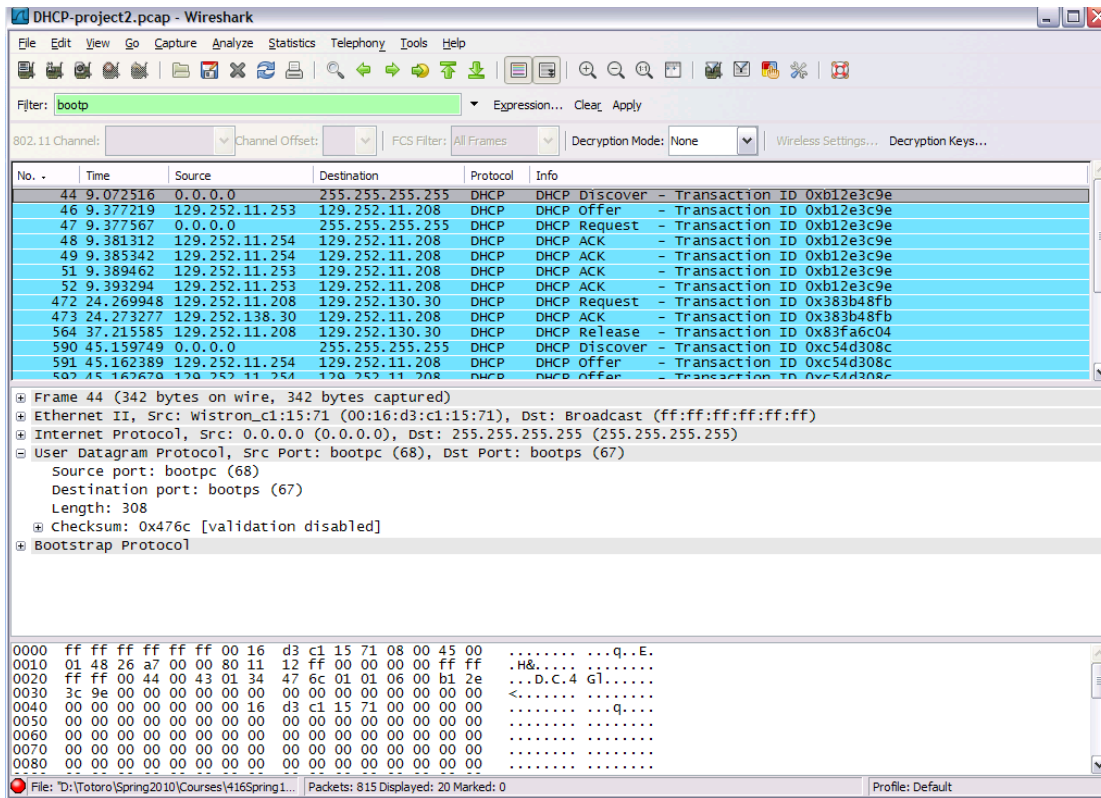 DHCP-project2.pcap - Wireshark
File Edit View Go Capture Analyze Statistics Telephony Tools Help
Filter: bootp Expression... Clear Apply
802.11 Channel: Channel Offset: FCS Filter: All Frames Decryption Mode: None Wireless Settings... Decryption Keys...
No. . Time Source Destination Protocol Info
44 9.072516 0.0.0.0 255.255.255.255 DHCP DHCP Discover - Transaction ID 0xb12e3c9e
46 9.377219 129.252.11.253 129.252.11.208 DHCP DHCP Offer - Transaction ID 0xb12e3c9e
47 9.377567 0.0.0.0 255.255.255.255 DHCP DHCP Request - Transaction ID 0xb12e3c9e
48 9.381312 129.252.11.254 129.252.11.208 DHCP DHCP ACK - Transaction ID 0xb12e3c9e
49 9.385342 129.252.11.254 129.252.11.208 DHCP DHCP ACK - Transaction ID 0xb12e3c9e
51 9.389462 129.252.11.253 129.252.11.208 DHCP DHCP ACK - Transaction ID 0xb12e3c9e
52 9.393294 129.252.11.253 129.252.11.208 DHCP DHCP ACK - Transaction ID 0xb12e3c9e
472 24.269948 129.252.11.208 129.252.130.30 DHCP DHCP Request - Transaction ID 0x383b48fb
473 24.273277 129.252.138.30 129.252.11.208 DHCP DHCP ACK - Transaction ID 0x383b48fb
564 37.215585 129.252.11.208 129.252.130.30 DHCP DHCP Release - Transaction ID 0x83fa6c04
590 45.159749 0.0.0.0 255.255.255.255 DHCP DHCP Discover - Transaction ID 0xc54d308c
591 45.162389 129.252.11.254 129.252.11.208 DHCP DHCP Offer - Transaction ID 0xc54d308c
592 45.162679 129.252.11.254 129.252.11.208 DHCP DHCP Offer - Transaction ID 0xc54d308c
Frame 44 (342 bytes on wire, 342 bytes captured)
Ethernet II, Src: Wistron_c1:15:71 (00:16:d3:c1:15:71), Dst: Broadcast (ff:ff:ff:ff:ff:ff)
Internet Protocol, Src: 0.0.0.0 (0.0.0.0), Dst: 255.255.255.255 (255.255.255.255)
User Datagram Protocol, Src Port: bootpc (68), Dst Port: bootps (67)
Source port: bootpc (68)
Destination port: bootps (67)
Length: 308
Checksum: 0x476c [validation disabled]
Bootstrap Protocol
0000 ff ff ff ff ff ff 00 16 d3 c1 15 71 08 00 45 00 ........ ...q..E.
0010 01 48 26 a7 00 00 80 11 12 ff 00 00 00 00 ff ff .H&..... ........
0020 ff ff 00 44 00 43 01 34 47 6c 01 01 06 00 b1 2e ...D.C.4 Gl......
0030 3c 9e 00 00 00 00 00 00 00 00 00 00 00 00 00 00 <....... ........
0040 00 00 00 00 00 00 00 16 d3 c1 15 71 00 00 00 00 ........ ...q....
0050 00 00 00 00 00 00 00 00 00 00 00 00 00 00 00 00 ........ ........
0060 00 00 00 00 00 00 00 00 00 00 00 00 00 00 00 00 ........ ........
0070 00 00 00 00 00 00 00 00 00 00 00 00 00 00 00 00 ........ ........
0080 00 00 00 00 00 00 00 00 00 00 00 00 00 00 00 00 ........ ........
File: "D:\Totoro\Spring2010\Courses\416Spring1... Packets: 815 Displayed: 20 Marked: 0 Profile: Default